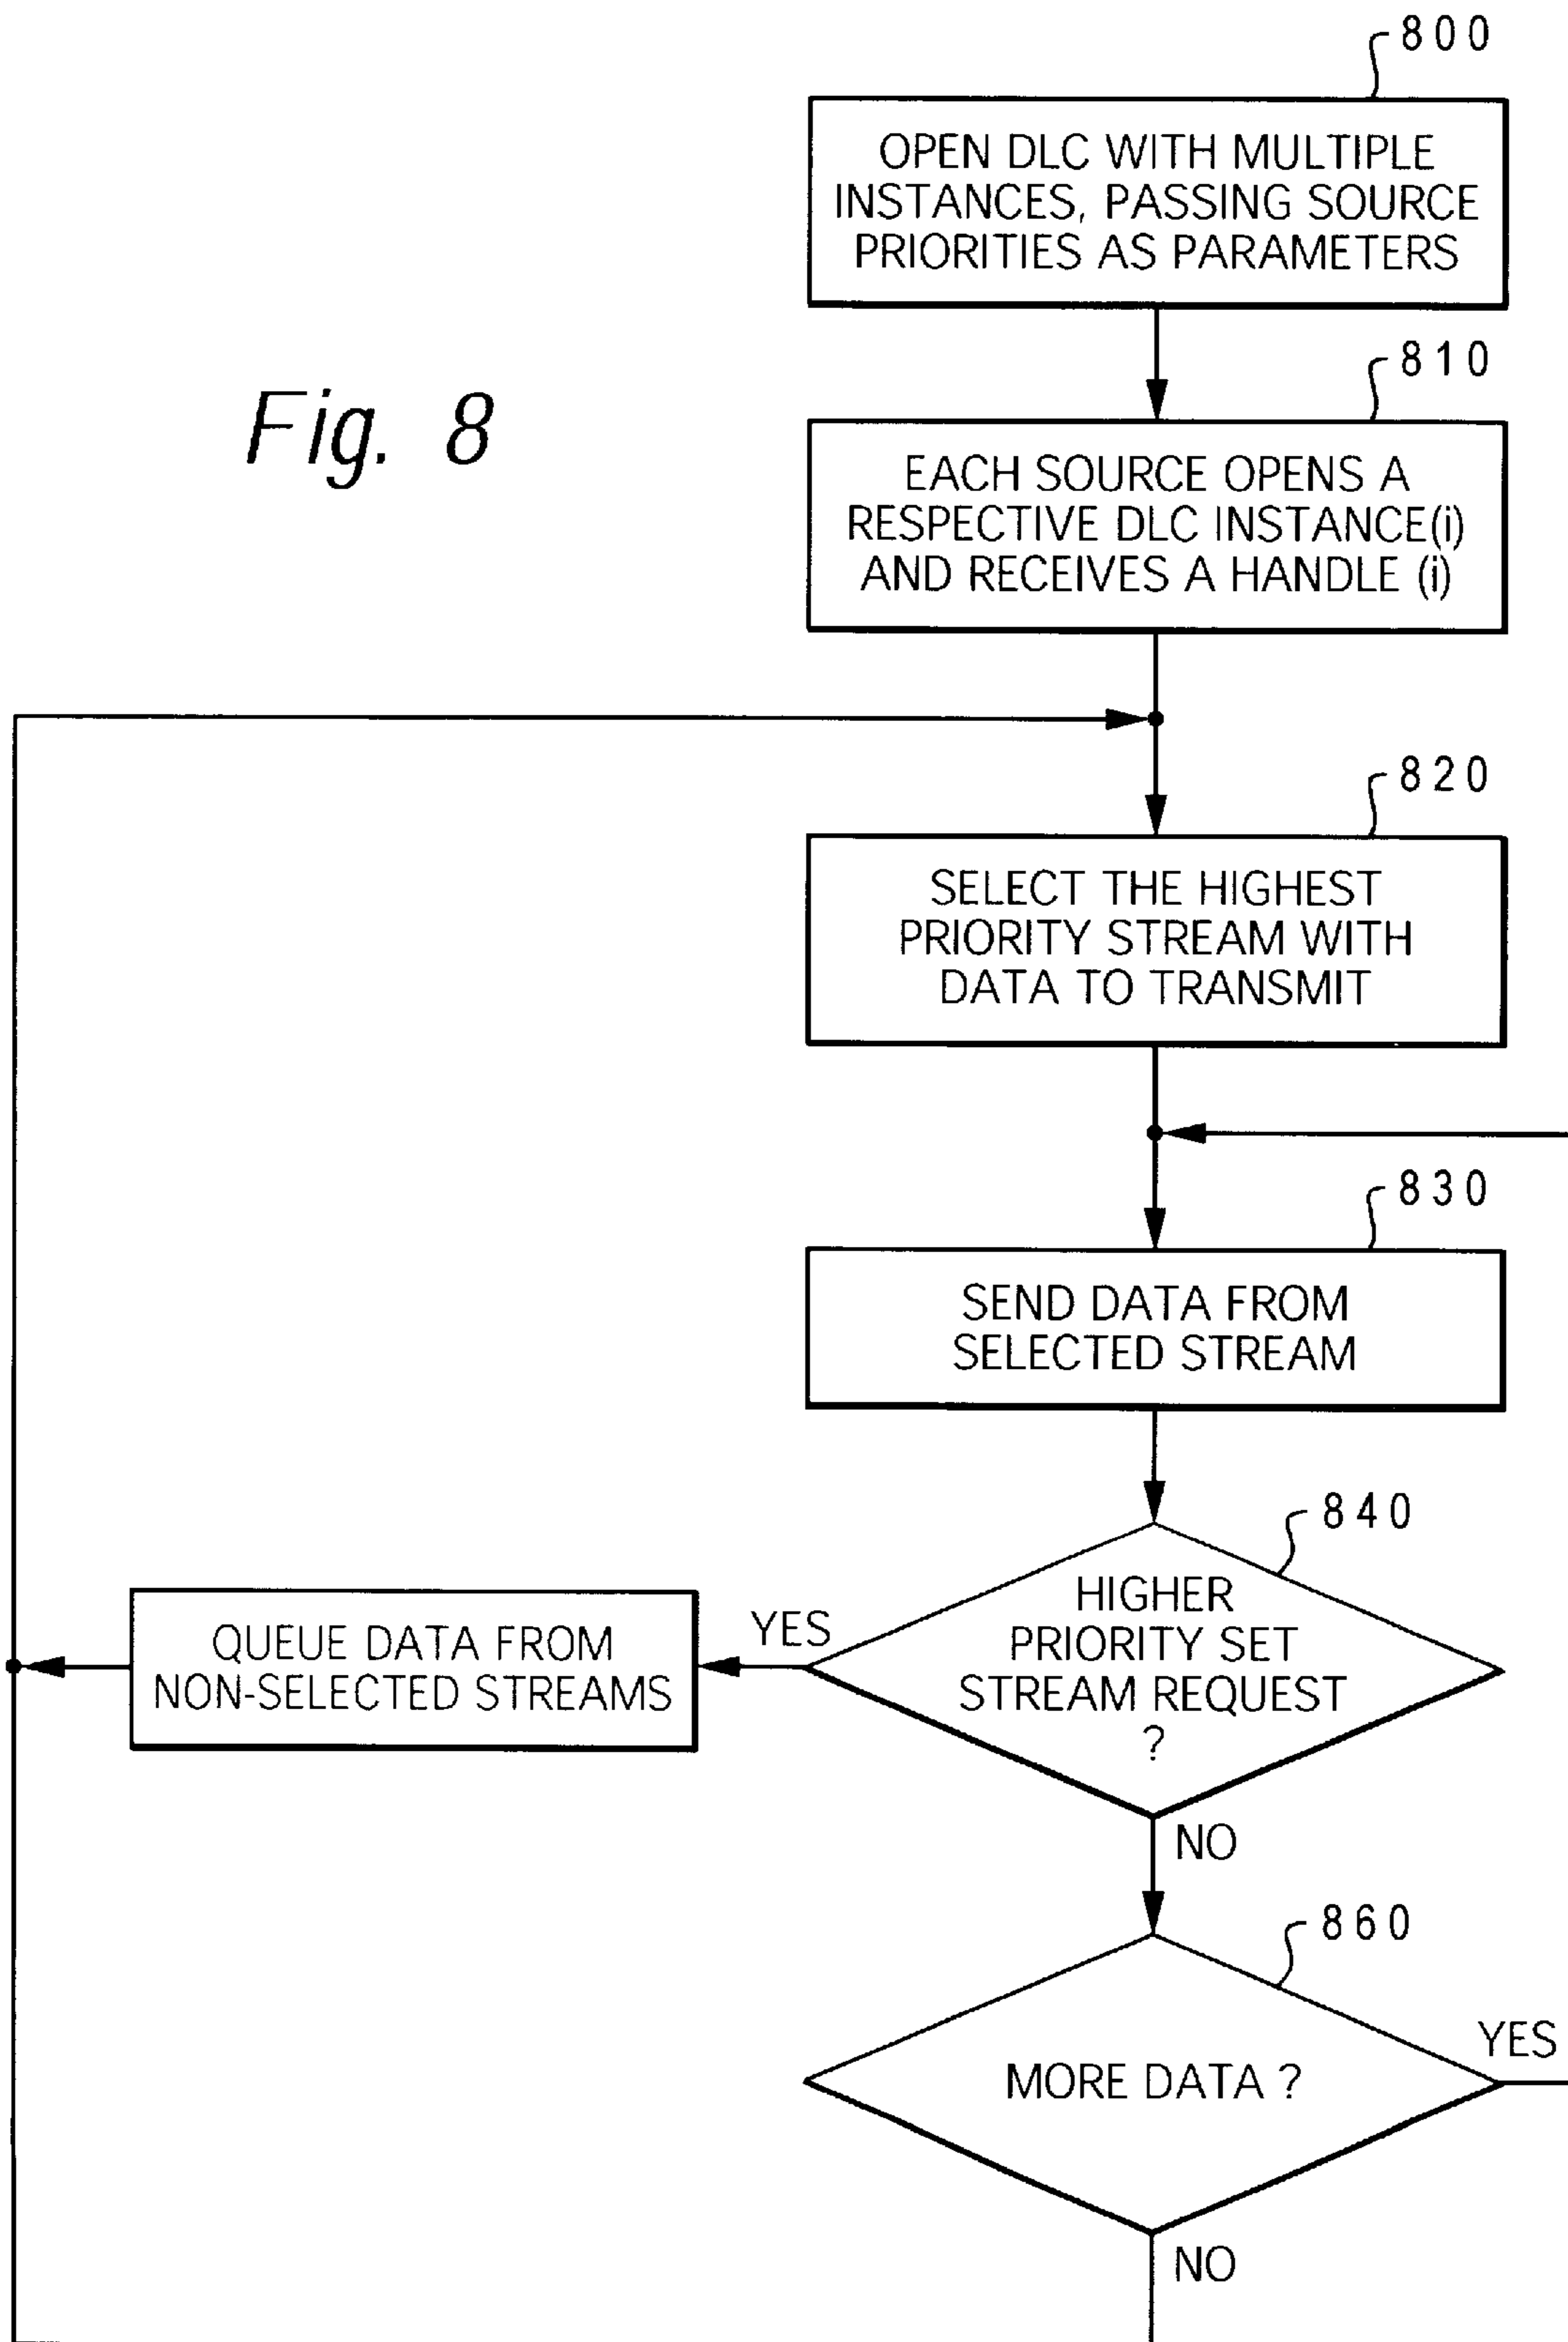 800
OPEN DLC WITH MULTIPLE
INSTANCES, PASSING SOURCE
PRIORITIES AS PARAMETERS
Fig. 8
810
EACH SOURCE OPENS A
RESPECTIVE DLC INSTANCE(i)
AND RECEIVES A HANDLE (i)
820
SELECT THE HIGHEST
PRIORITY STREAM WITH
DATA TO TRANSMIT
830
SEND DATA FROM
SELECTED STREAM
840
HIGHER
PRIORITY SET
STREAM REQUEST
?
YES
QUEUE DATA FROM
NON-SELECTED STREAMS
NO
860
MORE DATA ?
YES
NO